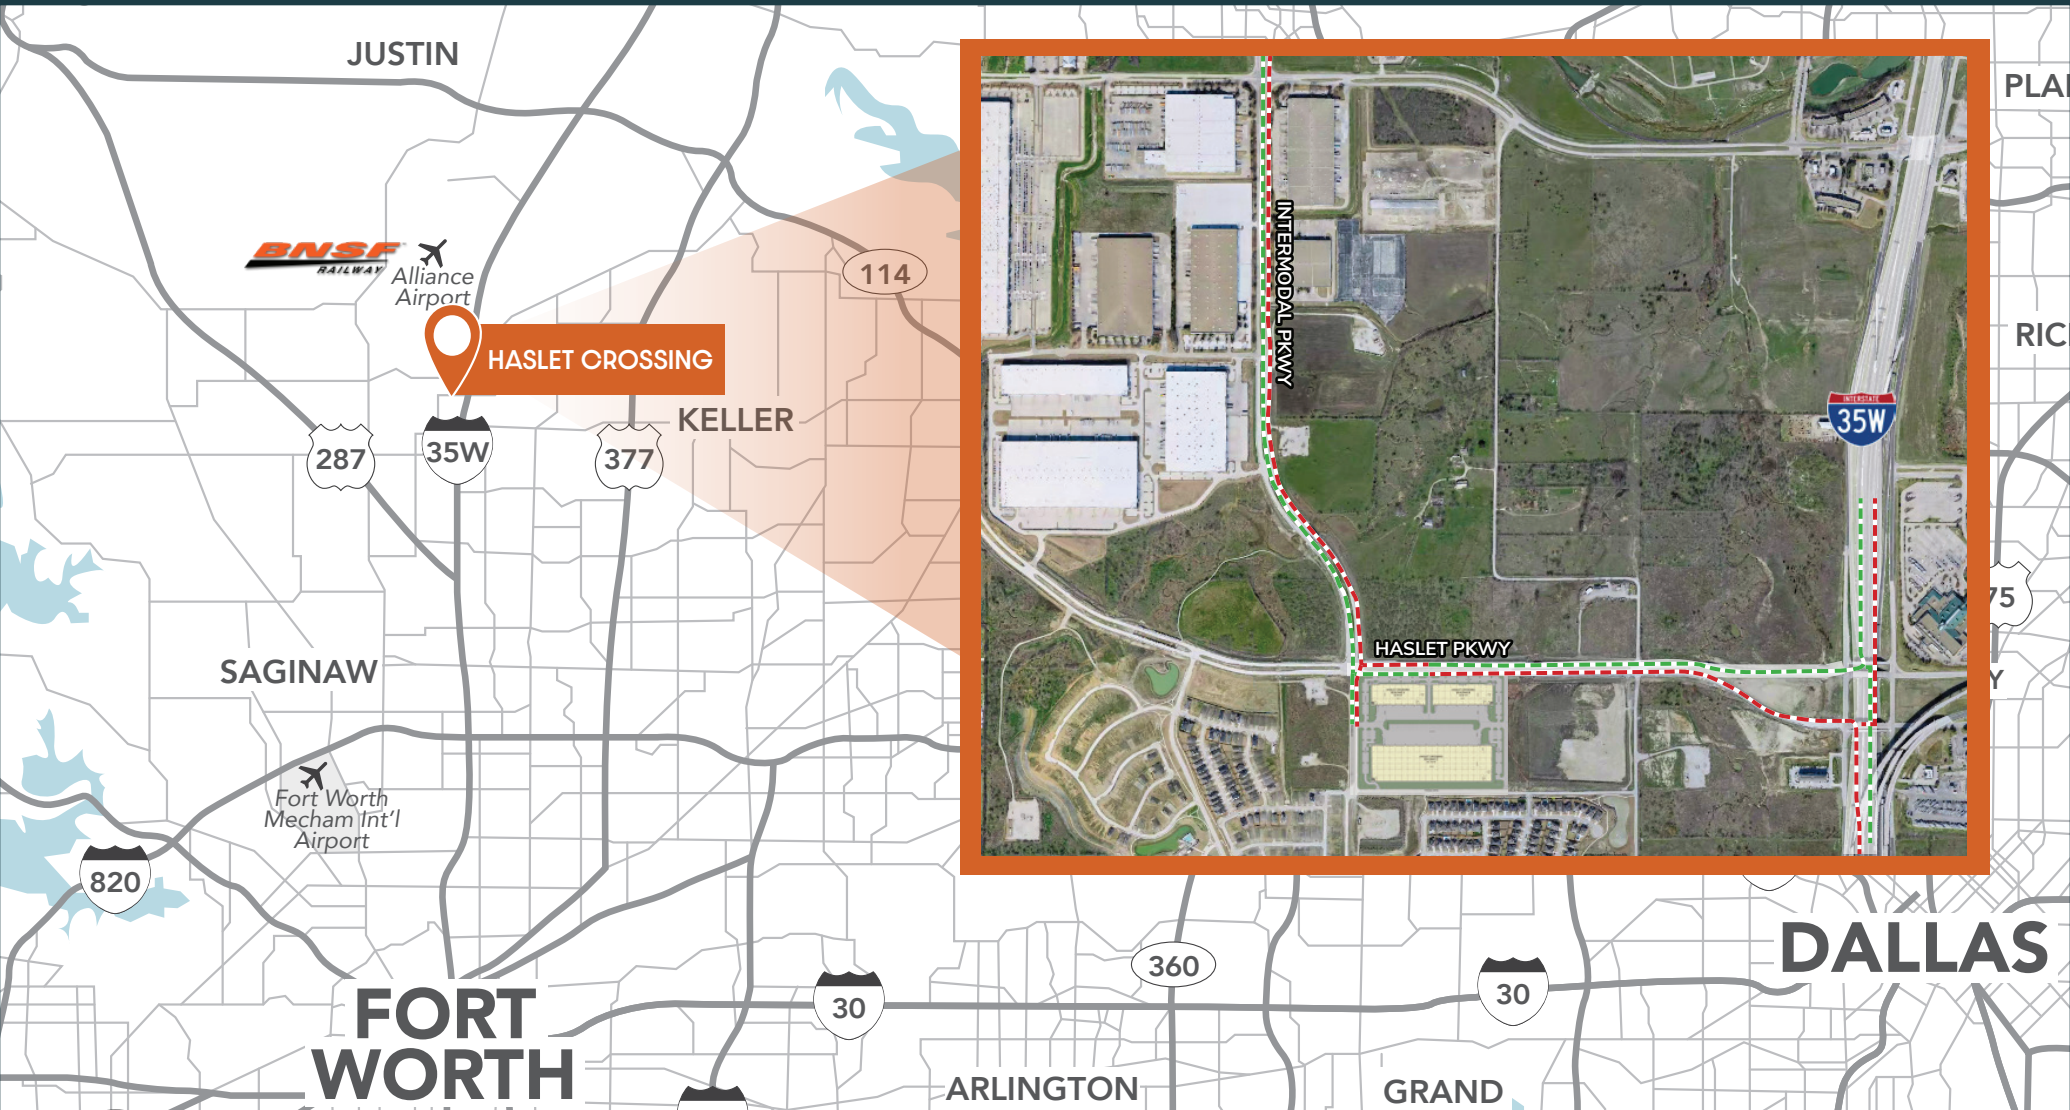 JUSTIN
PLA
BNSF
RAILWAY
Alliance
Airport
114
INTERMODAL PKWY
RIC
HASLET CROSSING
KELLER
INTERSTATE
35W
287
35W
377
75
HASLET PKWY
SAGINAW
Y
Fort Worth
Mecham Int'l
Airport
820
DALLAS
360
30
30
FORT
WORTH
ARLINGTON
GRAND